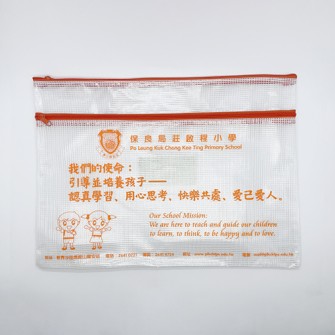 保良局莊啟程小學
Po Leung Kuk Chong Kee Ting Primary School
我們的使命：
引導並培養孩子——
認真學習、用心思考、快樂共處、愛己愛人。
Our School Mission:
We are here to teach and guide our children
to learn, to think, to be happy and to love.